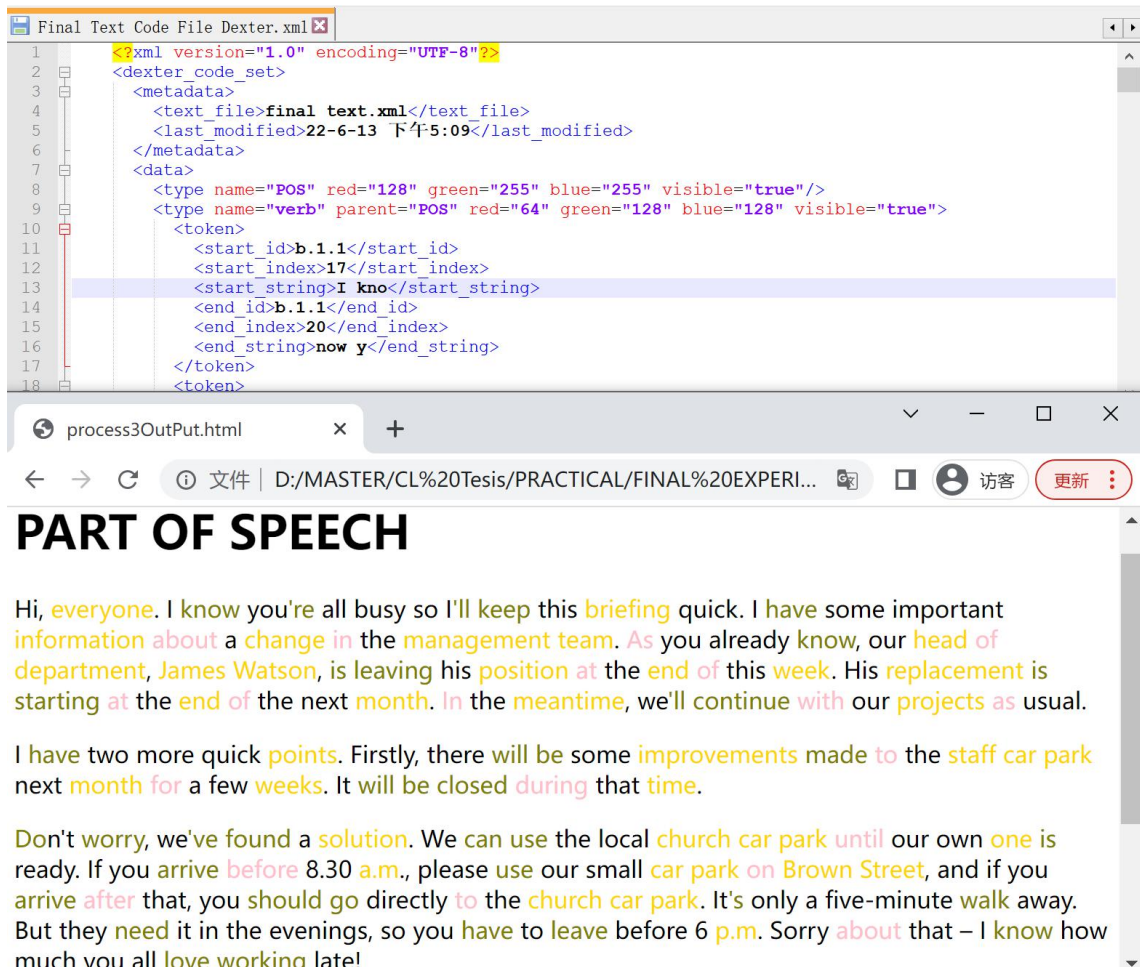 Final Text Code File Dexter.xml
1 <?xml version="1.0" encoding="UTF-8"?>
2 <dexter_code_set>
3 <metadata>
4 <text_file>final text.xml</text_file>
5 <last_modified>22-6-13 下午5:09</last_modified>
6 </metadata>
7 <data>
8 <type name="POS" red="128" green="255" blue="255" visible="true"/>
9 <type name="verb" parent="POS" red="64" green="128" blue="128" visible="true">
10 <token>
11 <start_id>b.1.1</start_id>
12 <start_index>17</start_index>
13 <start_string>I kno</start_string>
14 <end_id>b.1.1</end_id>
15 <end_index>20</end_index>
16 <end_string>now y</end_string>
17 </token>
18 <token>
process3OutPut.html
文件 D:/MASTER/CL%20Tesis/PRACTICAL/FINAL%20EXPERI... 访客 更新
PART OF SPEECH
Hi, everyone. I know you're all busy so I'll keep this briefing quick. I have some important
information about a change in the management team. As you already know, our head of
department, James Watson, is leaving his position at the end of this week. His replacement is
starting at the end of the next month. In the meantime, we'll continue with our projects as usual.
I have two more quick points. Firstly, there will be some improvements made to the staff car park
next month for a few weeks. It will be closed during that time.
Don't worry, we've found a solution. We can use the local church car park until our own one is
ready. If you arrive before 8.30 a.m., please use our small car park on Brown Street, and if you
arrive after that, you should go directly to the church car park. It's only a five-minute walk away.
But they need it in the evenings, so you have to leave before 6 p.m. Sorry about that – I know how
much you all love working late!